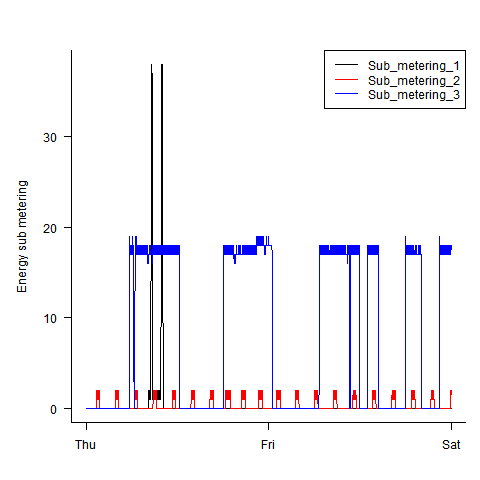 Sub_metering_1
Sub_metering_2
Sub_metering_3
Energy sub metering
30
20
10
0
Thu
Fri
Sat